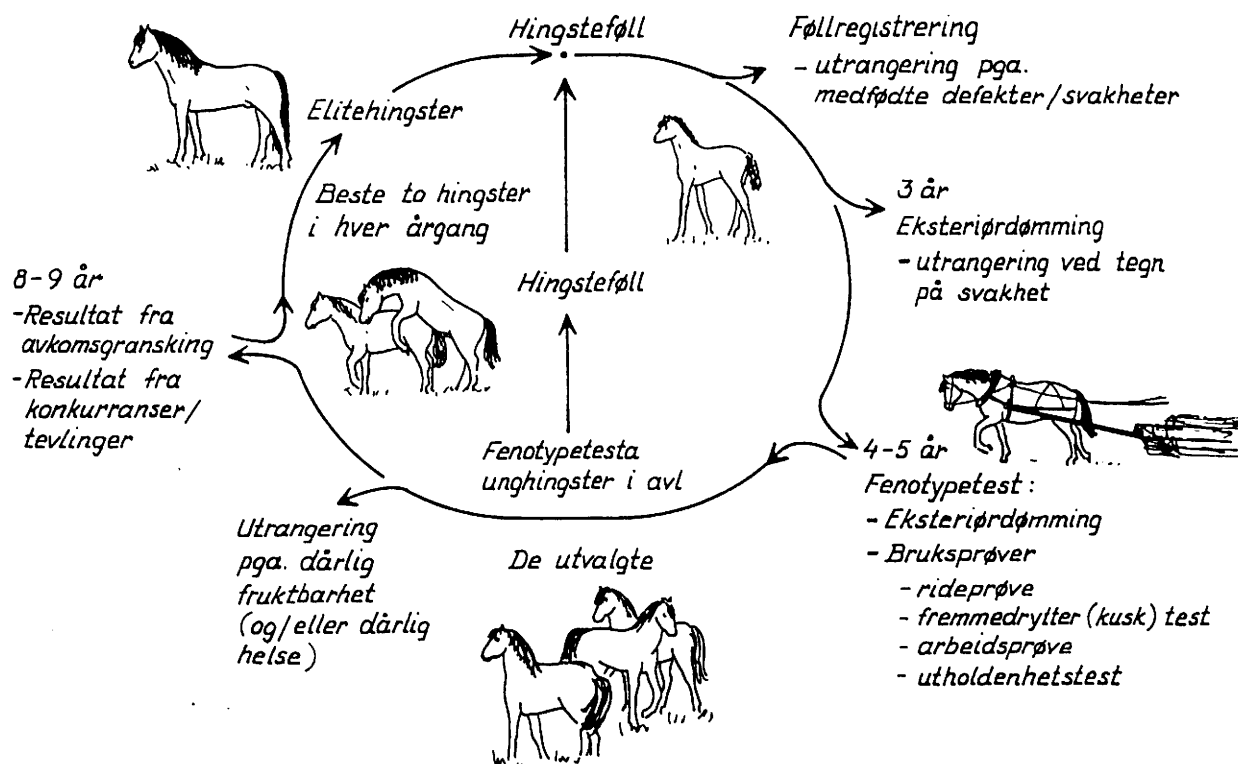 Hingsteføll
Føllregistrering
- utrangering pga.
medfødte defekter/svakheter
Elitehingster
Beste to hingster
i hver årgang
3 år
Eksteriørdømming
- utrangering ved tegn
på svakhet
8-9 år
-Resultat fra
avkomsgransking
-Resultat fra
konkurranser/
tevlinger
Hingsteføll
Fenotypetesta
unghingster i avl
4-5 år
Fenotypetest:
- Eksteriørdømming
- Bruksprøver
- rideprøve
- fremmedrylter (kusk) test
- arbeidsprøve
- utholdenhetstest
Utrangering
pga. dårlig
fruktbarhet
(og/eller dårlig
helse)
De utvalgte